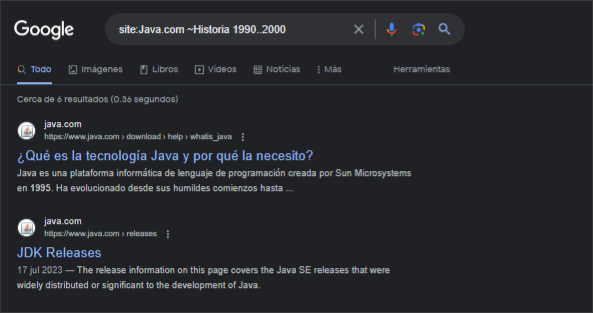 Google site:Java.com ~Historia 1990..2000
Todo Imágenes Libros Vídeos Noticias Más Herramientas
Cerca de 6 resultados (0.36 segundos)
java.com
https://www.java.com › download › help › whatis_java
¿Qué es la tecnología Java y por qué la necesito?
Java es una plataforma informática de lenguaje de programación creada por Sun Microsystems
en 1995. Ha evolucionado desde sus humildes comienzos hasta ...
java.com
https://www.java.com › releases
JDK Releases
17 jul 2023 — The release information on this page covers the Java SE releases that were
widely distributed or significant to the development of Java.